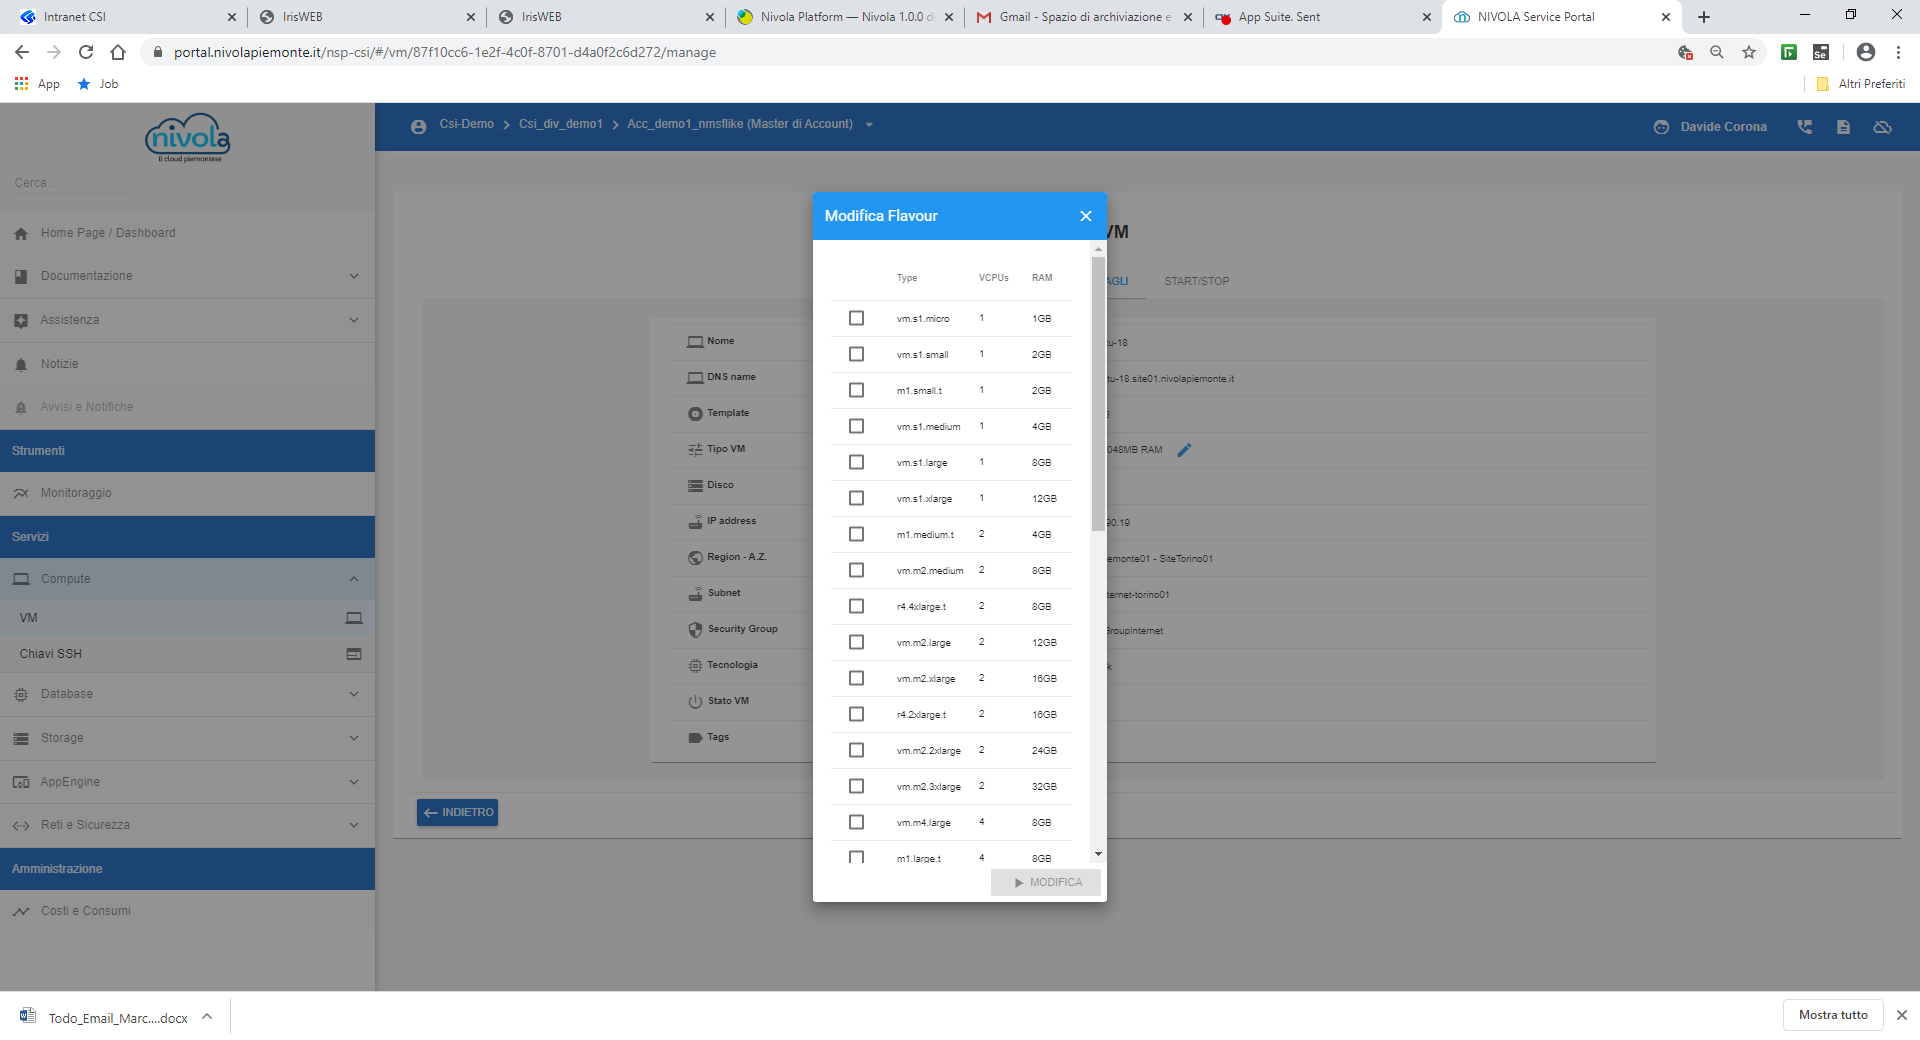 Intranet CSI
IrisWEB
IrisWEB
Nivola Platform — Nivola 1.0.0 d
Gmail - Spazio di archiviazione e
App Suite. Sent
NIVOLA Service Portal
portal.nivolapiemonte.it/nsp-csi/#/vm/87f10cc6-1e2f-4c0f-8701-d4a0f2c6d272/manage
Se
App
Job
Altri Preferiti
nivola
il cloud piemontese
Cerca ...
Home Page / Dashboard
Documentazione
Assistenza
Notizie
Avvisi e Notifiche
Strumenti
Monitoraggio
Servizi
Compute
VM
Chiavi SSH
Database
Storage
AppEngine
Reti e Sicurezza
Amministrazione
Costi e Consumi
Csi-Demo > Csi_div_demo1 > Acc_demo1_nmsflike (Master di Account)
Davide Corona
VM
AGLI
START/STOP
Nome
tu-18
DNS name
tu-18.site01.nivolapiemonte.it
Template
Tipo VM
048MB RAM
Disco
IP address
90.19
Region - A.Z.
emonte01 - SiteTorino01
Subnet
ternet-torino01
Security Group
GroupInternet
Tecnologia
k
Stato VM
Tags
INDIETRO
Modifica Flavour
Type VCPUs RAM
vm.s1.micro 1 1GB
vm.s1.small 1 2GB
m1.small.t 1 2GB
vm.s1.medium 1 4GB
vm.s1.large 1 8GB
vm.s1.xlarge 1 12GB
m1.medium.t 2 4GB
vm.m2.medium 2 8GB
r4.4xlarge.t 2 8GB
vm.m2.large 2 12GB
vm.m2.xlarge 2 16GB
r4.2xlarge.t 2 16GB
vm.m2.2xlarge 2 24GB
vm.m2.3xlarge 2 32GB
vm.m4.large 4 8GB
m1.large.t 4 8GB
MODIFICA
Todo_Email_Marc....docx
Mostra tutto